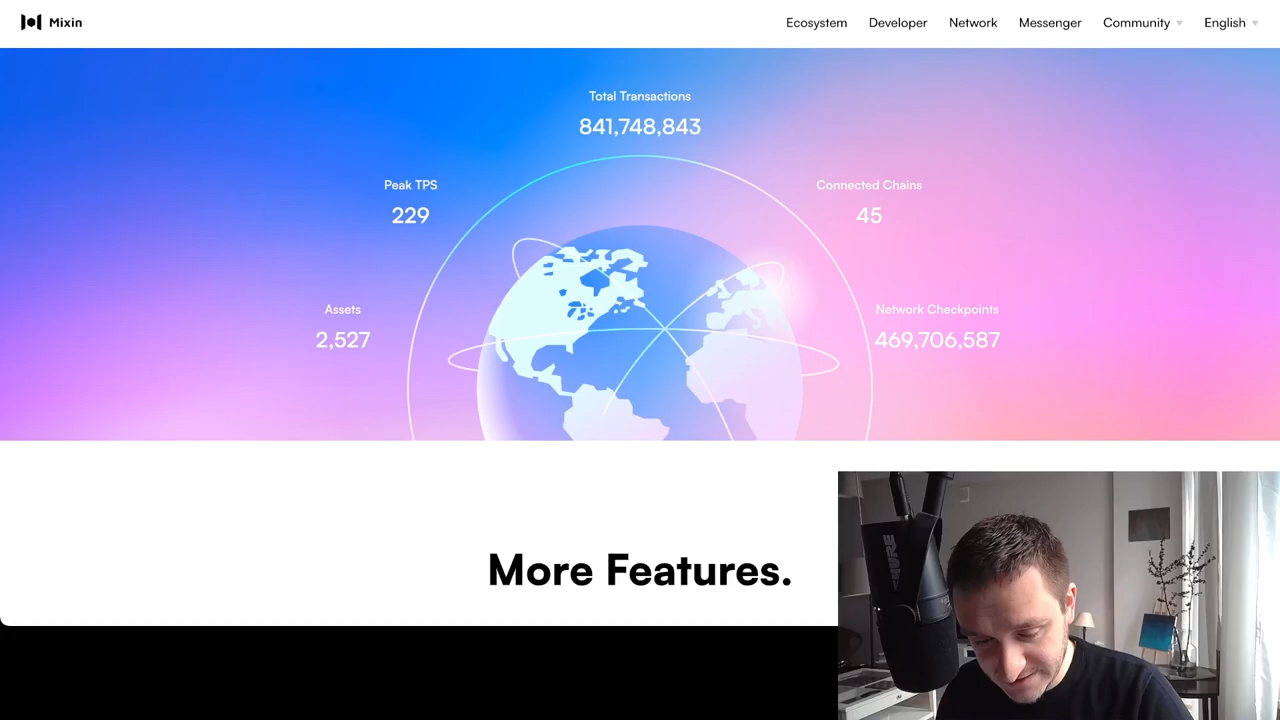 Mixin
Ecosystem Developer Network Messenger Community English
Total Transactions
841,748,843
Peak TPS
229
Connected Chains
45
Assets
2,527
Network Checkpoints
469,706,587
More Features.
SHURE